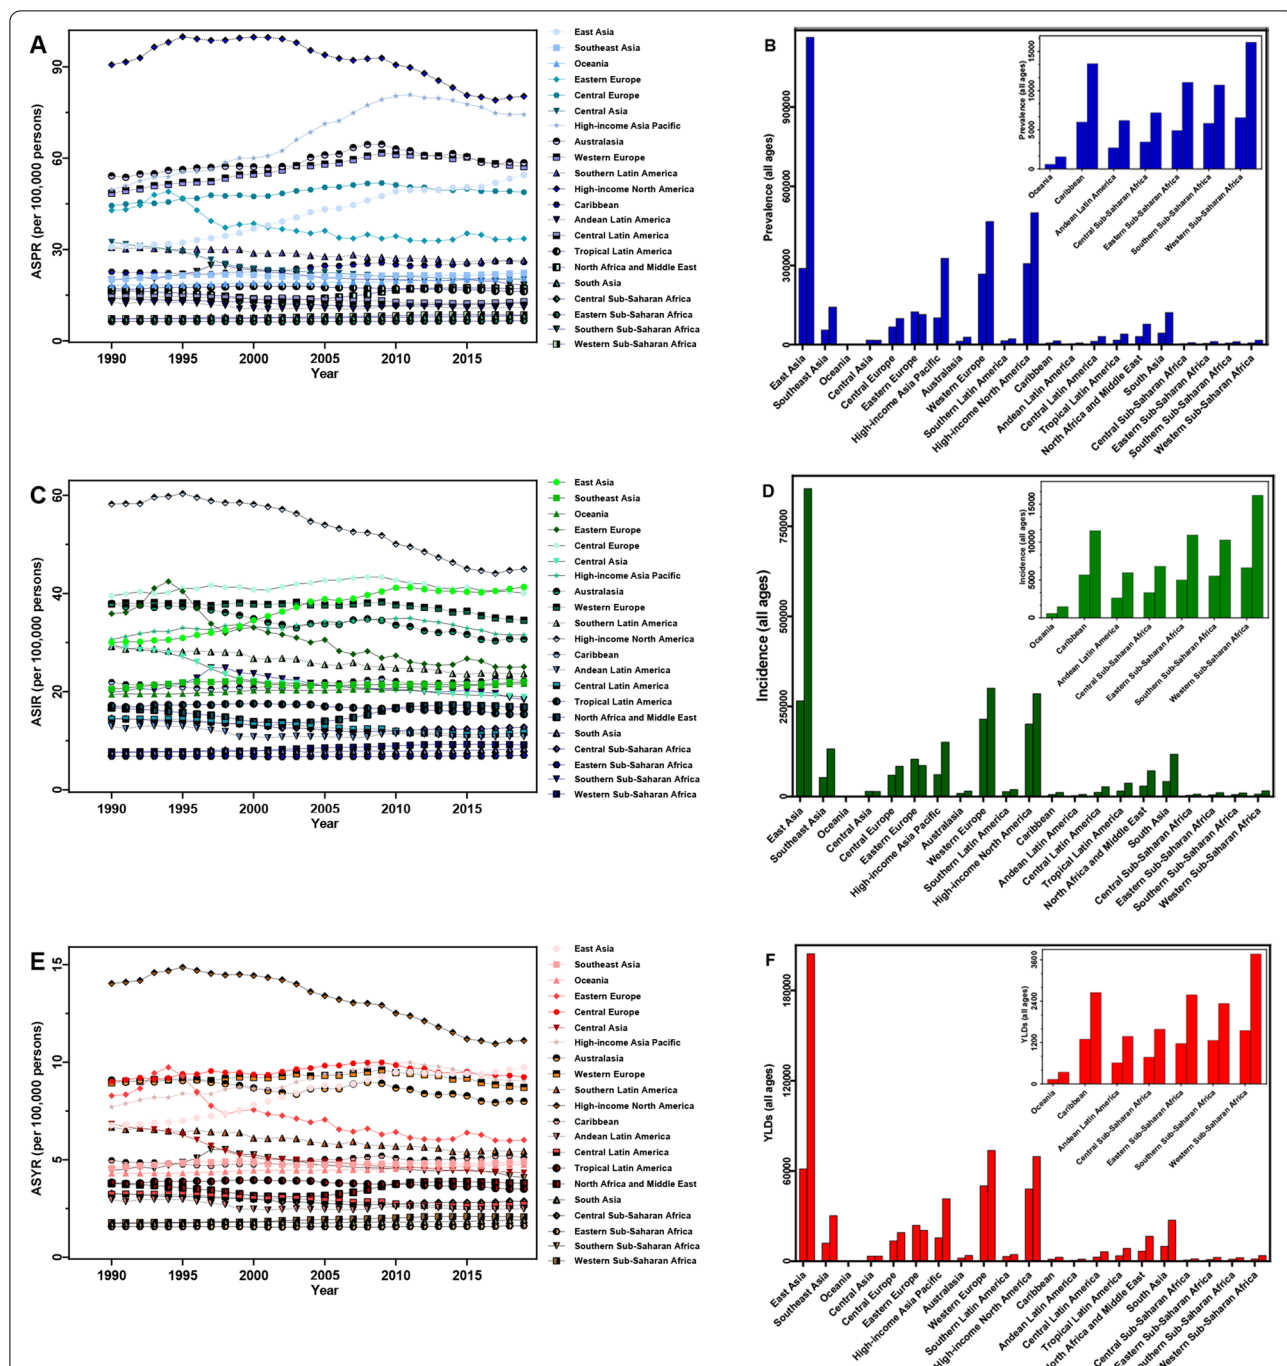 A
ASPR (per 100,000 persons)
90
60
30
0
1990 1995 2000 2005 2010 2015
Year
East Asia
Southeast Asia
Oceania
Eastern Europe
Central Europe
Central Asia
High-income Asia Pacific
Australasia
Western Europe
Southern Latin America
High-income North America
Caribbean
Andean Latin America
Central Latin America
Tropical Latin America
North Africa and Middle East
South Asia
Central Sub-Saharan Africa
Eastern Sub-Saharan Africa
Southern Sub-Saharan Africa
Western Sub-Saharan Africa
B
Prevalence (all ages)
900000
600000
300000
0
East Asia
Southeast Asia
Oceania
Central Asia
Central Europe
Eastern Europe
High-income Asia Pacific
Australasia
Western Europe
Southern Latin America
High-income North America
Caribbean
Andean Latin America
Central Latin America
Tropical Latin America
North Africa and Middle East
South Asia
Central Sub-Saharan Africa
Eastern Sub-Saharan Africa
Southern Sub-Saharan Africa
Western Sub-Saharan Africa
Prevalence (all ages)
15000
10000
5000
0
Oceania
Caribbean
Andean Latin America
Central Sub-Saharan Africa
Eastern Sub-Saharan Africa
Southern Sub-Saharan Africa
Western Sub-Saharan Africa
C
ASIR (per 100,000 persons)
60
40
20
0
1990 1995 2000 2005 2010 2015
Year
East Asia
Southeast Asia
Oceania
Eastern Europe
Central Europe
Central Asia
High-income Asia Pacific
Australasia
Western Europe
Southern Latin America
High-income North America
Caribbean
Andean Latin America
Central Latin America
Tropical Latin America
North Africa and Middle East
South Asia
Central Sub-Saharan Africa
Eastern Sub-Saharan Africa
Southern Sub-Saharan Africa
Western Sub-Saharan Africa
D
Incidence (all ages)
750000
500000
250000
0
East Asia
Southeast Asia
Oceania
Central Asia
Central Europe
Eastern Europe
High-income Asia Pacific
Australasia
Western Europe
Southern Latin America
High-income North America
Caribbean
Andean Latin America
Central Latin America
Tropical Latin America
North Africa and Middle East
South Asia
Central Sub-Saharan Africa
Eastern Sub-Saharan Africa
Southern Sub-Saharan Africa
Western Sub-Saharan Africa
Incidence (all ages)
15000
10000
5000
0
Oceania
Caribbean
Andean Latin America
Central Sub-Saharan Africa
Eastern Sub-Saharan Africa
Southern Sub-Saharan Africa
Western Sub-Saharan Africa
E
ASYR (per 100,000 persons)
15
10
5
0
1990 1995 2000 2005 2010 2015
Year
East Asia
Southeast Asia
Oceania
Eastern Europe
Central Europe
Central Asia
High-income Asia Pacific
Australasia
Western Europe
Southern Latin America
High-income North America
Caribbean
Andean Latin America
Central Latin America
Tropical Latin America
North Africa and Middle East
South Asia
Central Sub-Saharan Africa
Eastern Sub-Saharan Africa
Southern Sub-Saharan Africa
Western Sub-Saharan Africa
F
YLDs (all ages)
180000
120000
60000
0
East Asia
Southeast Asia
Oceania
Central Asia
Central Europe
Eastern Europe
High-income Asia Pacific
Australasia
Western Europe
Southern Latin America
High-income North America
Caribbean
Andean Latin America
Central Latin America
Tropical Latin America
North Africa and Middle East
South Asia
Central Sub-Saharan Africa
Eastern Sub-Saharan Africa
Southern Sub-Saharan Africa
Western Sub-Saharan Africa
YLDs (all ages)
3600
2400
1200
0
Oceania
Caribbean
Andean Latin America
Central Sub-Saharan Africa
Eastern Sub-Saharan Africa
Southern Sub-Saharan Africa
Western Sub-Saharan Africa